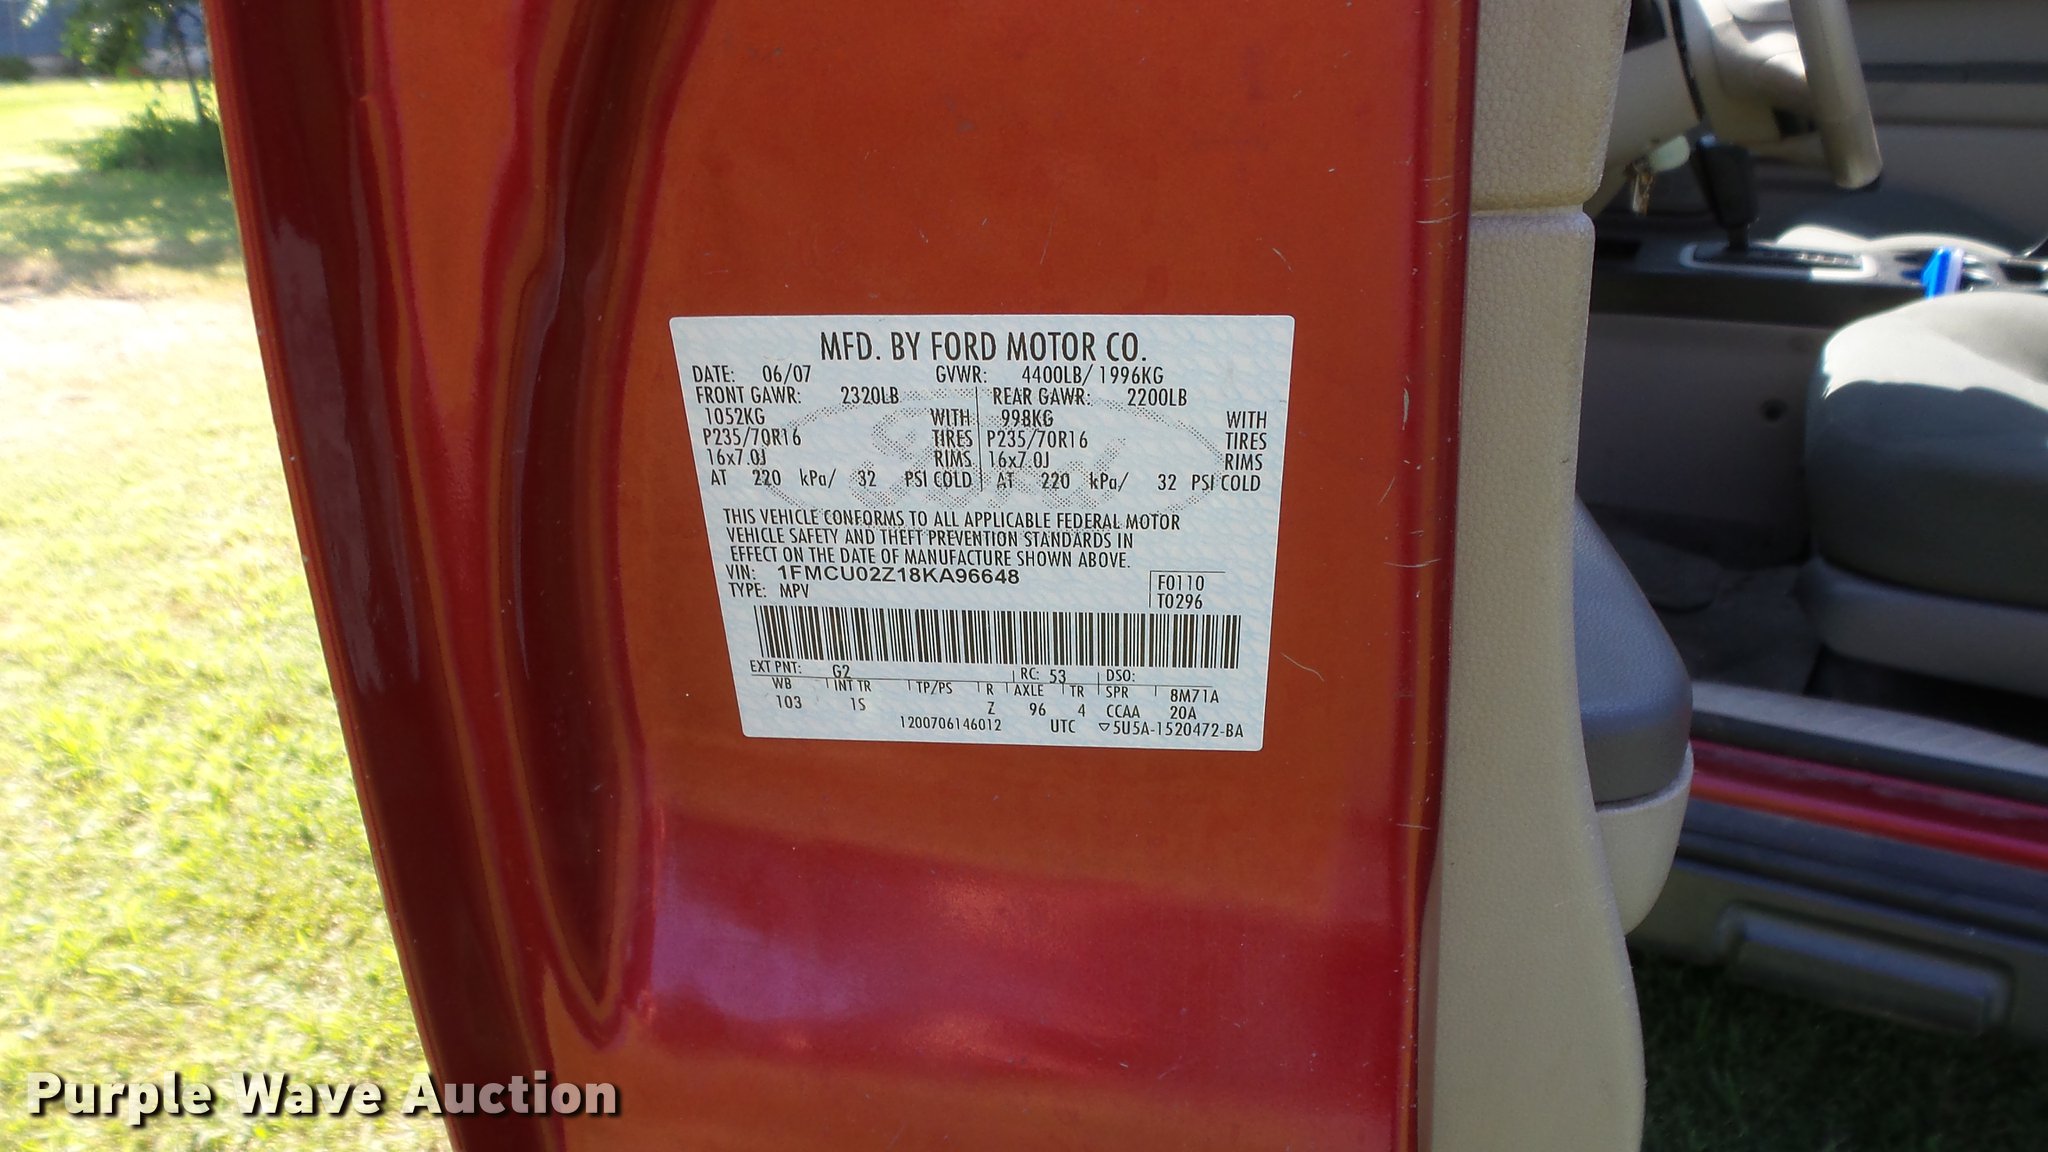 MFD. BY FORD MOTOR CO.
DATE: 06/07 GVWR: 4400LB/ 1996KG
FRONT GAWR: 2320LB REAR GAWR: 2200LB
1052KG WITH 998KG WITH
P235/70R16 TIRES P235/70R16 TIRES
16x7.0J RIMS 16x7.0J RIMS
AT 220 kPa/ 32 PSI COLD AT 220 kPa/ 32 PSI COLD
THIS VEHICLE CONFORMS TO ALL APPLICABLE FEDERAL MOTOR
VEHICLE SAFETY AND THEFT PREVENTION STANDARDS IN
EFFECT ON THE DATE OF MANUFACTURE SHOWN ABOVE.
VIN: 1FMCU02Z18KA96648 F0110
TYPE: MPV T0296
EXT PNT: G2 RC: 53 DSO:
WB INT TR TP/PS R AXLE TR SPR 8M71A
103 1S Z 96 4 CCAA 20A
1200706146012 UTC ▽5U5A-1520472-BA
Purple Wave Auction